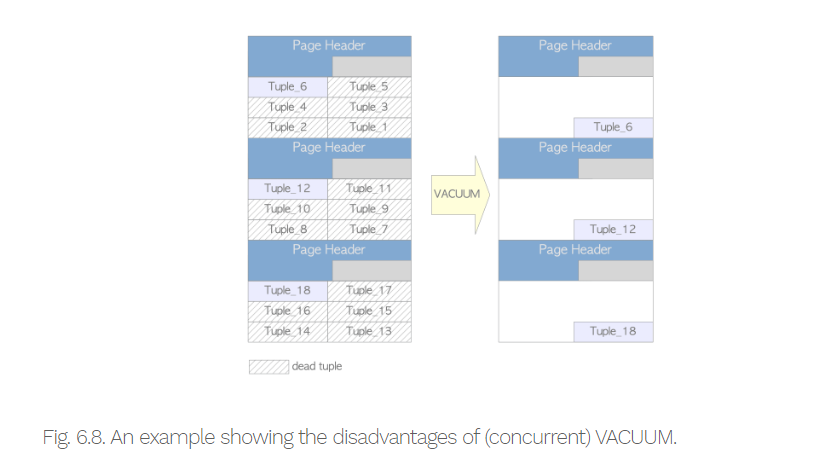 Page Header
Page Header
Tuple_6 Tuple_5
Tuple_4 Tuple_3
Tuple_2 Tuple_1
Tuple_6
Page Header
Page Header
Tuple_12 Tuple_11
VACUUM
Tuple_10 Tuple_9
Tuple_8 Tuple_7
Tuple_12
Page Header
Page Header
Tuple_18 Tuple_17
Tuple_16 Tuple_15
Tuple_14 Tuple_13
Tuple_18
dead tuple
Fig. 6.8. An example showing the disadvantages of (concurrent) VACUUM.